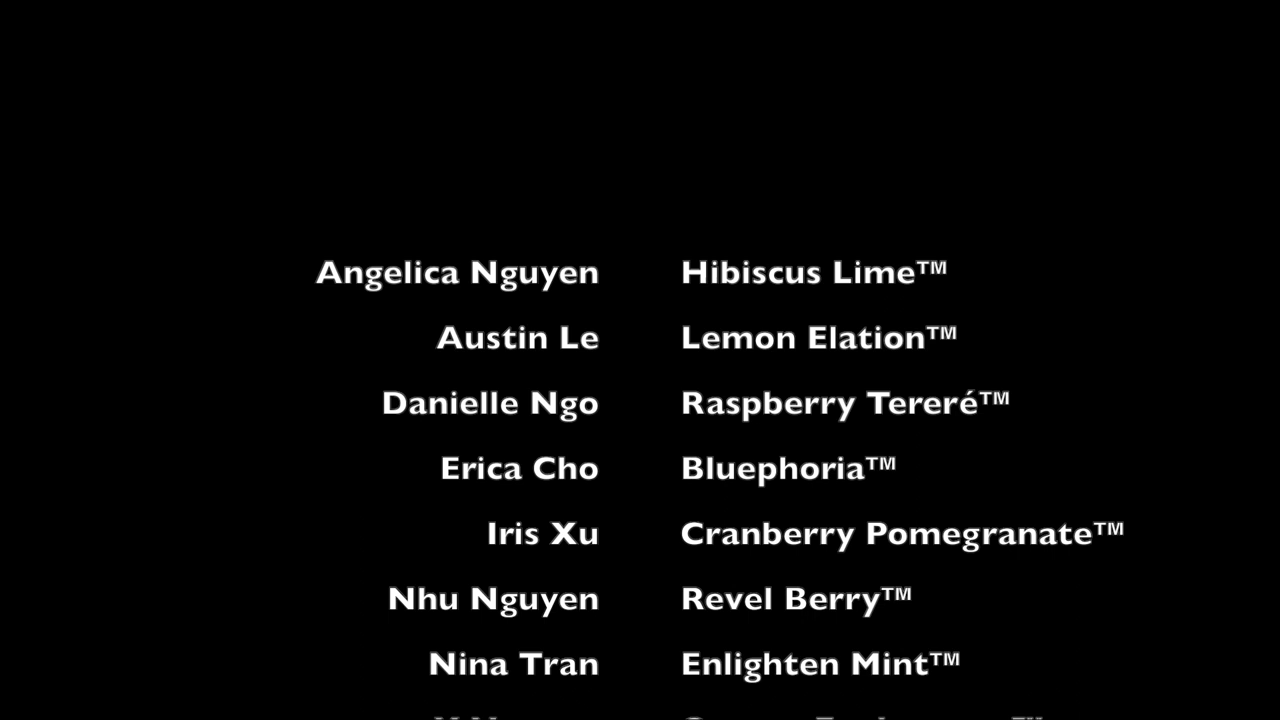 Angelica Nguyen Hibiscus Lime™
Austin Le Lemon Elation™
Danielle Ngo Raspberry Tereré™
Erica Cho Bluephoria™
Iris Xu Cranberry Pomegranate™
Nhu Nguyen Revel Berry™
Nina Tran Enlighten Mint™